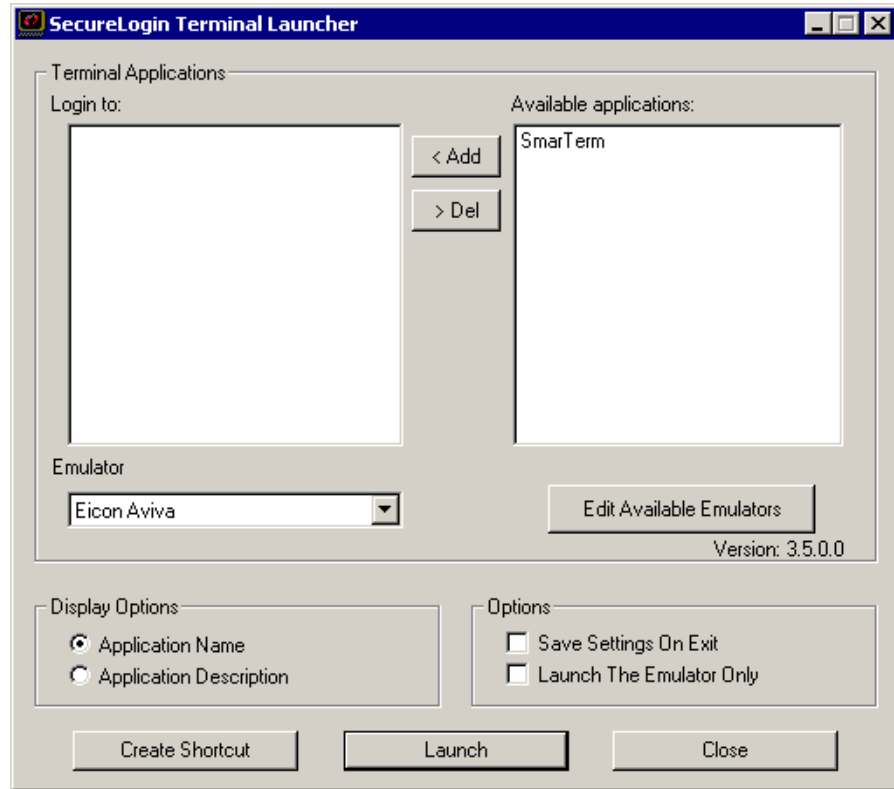 SecureLogin Terminal Launcher
Terminal Applications
Login to:
Available applications:
< Add
> Del
SmarTerm
Emulator
Eicon Aviva
Edit Available Emulators
Version: 3.5.0.0
Display Options
Application Name
Application Description
Options
Save Settings On Exit
Launch The Emulator Only
Create Shortcut
Launch
Close